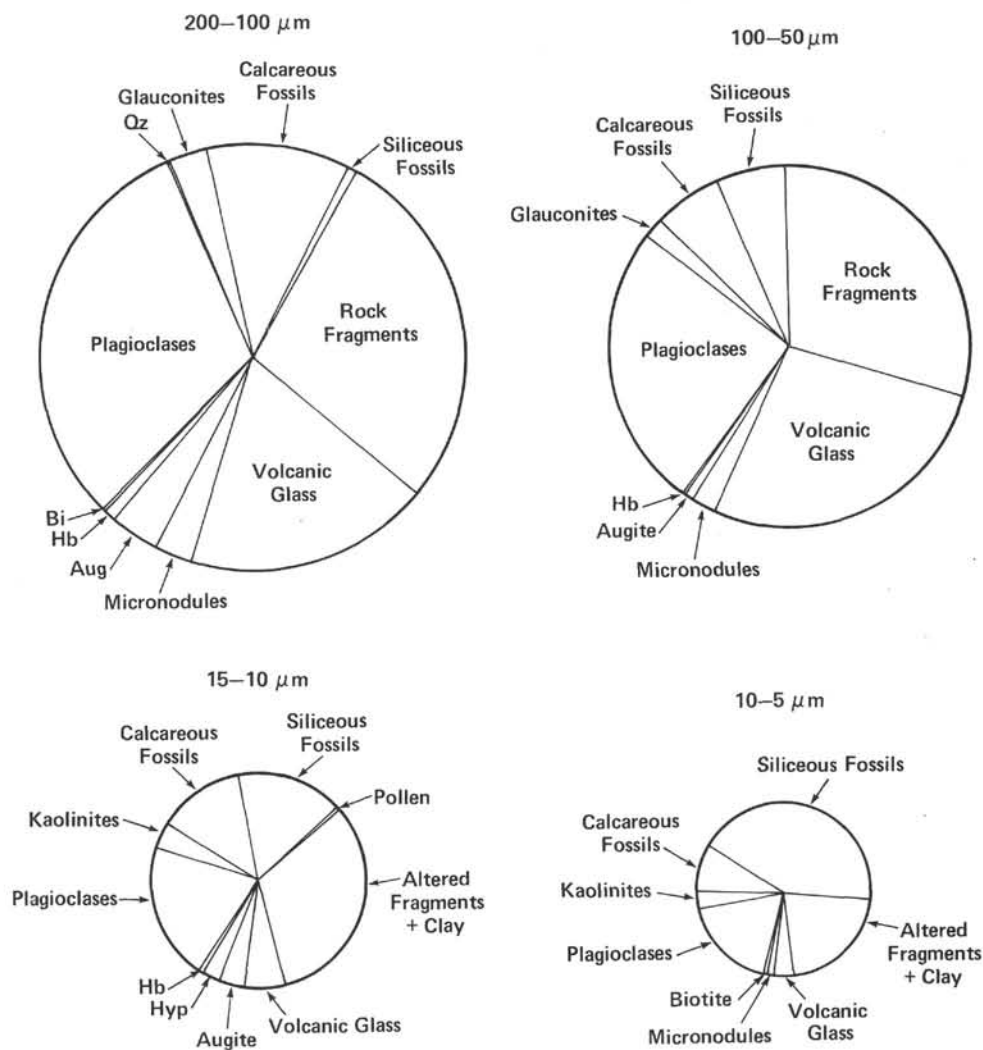 200–100 μm
Calcareous
Fossils
Glauconites
Qz
Siliceous
Fossils
Rock
Fragments
Plagioclases
Volcanic
Glass
Bi
Hb
Aug
Micronodules
100–50 μm
Siliceous
Fossils
Calcareous
Fossils
Glauconites
Rock
Fragments
Plagioclases
Volcanic
Glass
Hb
Augite
Micronodules
15–10 μm
Siliceous
Fossils
Calcareous
Fossils
Pollen
Kaolinites
Plagioclases
Altered
Fragments
+ Clay
Hb
Hyp
Augite
Volcanic Glass
10–5 μm
Siliceous Fossils
Calcareous
Fossils
Kaolinites
Plagioclases
Altered
Fragments
+ Clay
Biotite
Micronodules
Volcanic
Glass